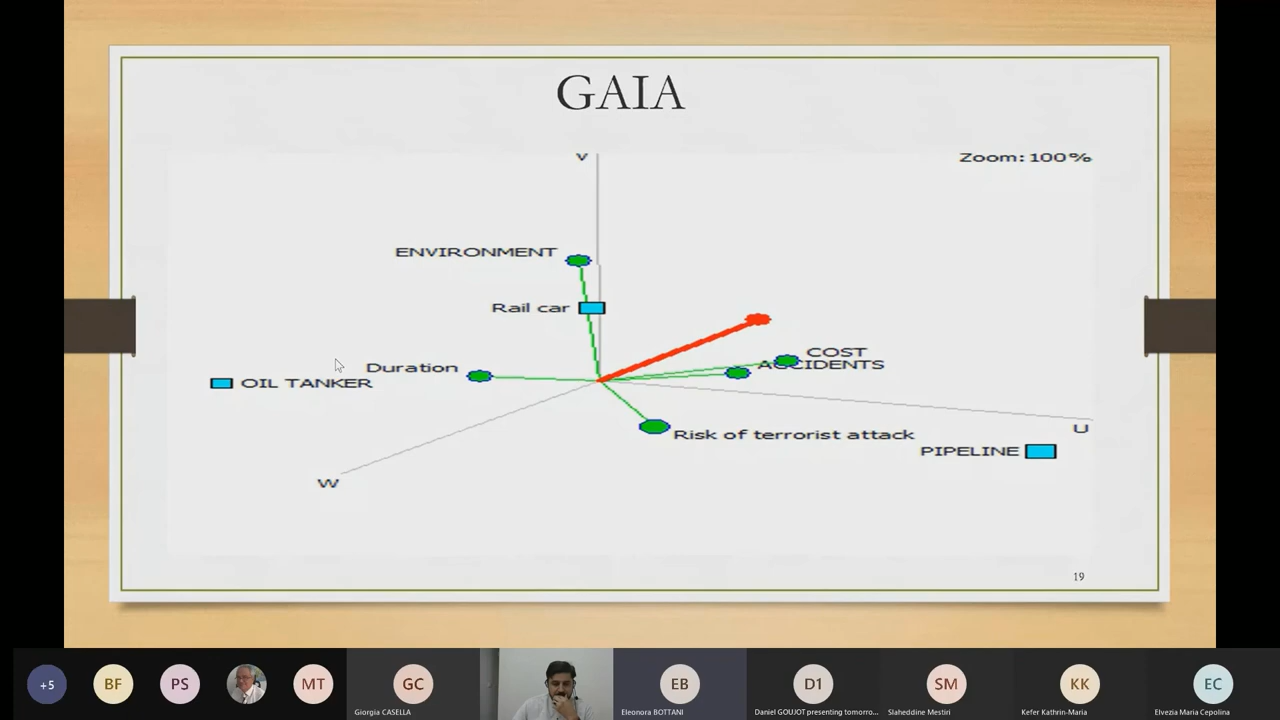 GAIA
V
Zoom: 100%
ENVIRONMENT
Rail car
COST
Duration
ACCIDENTS
OIL TANKER
U
Risk of terrorist attack
PIPELINE
W
19
+5
BF
PS
MT
GC
EB
D1
SM
KK
EC
Giorgia CASELLA
Eleonora BOTTANI
Daniel GOUJOT presenting tomorro...
Slaheddine Mestiri
Kefer Kathrin-Maria
Elvezia Maria Cepolina